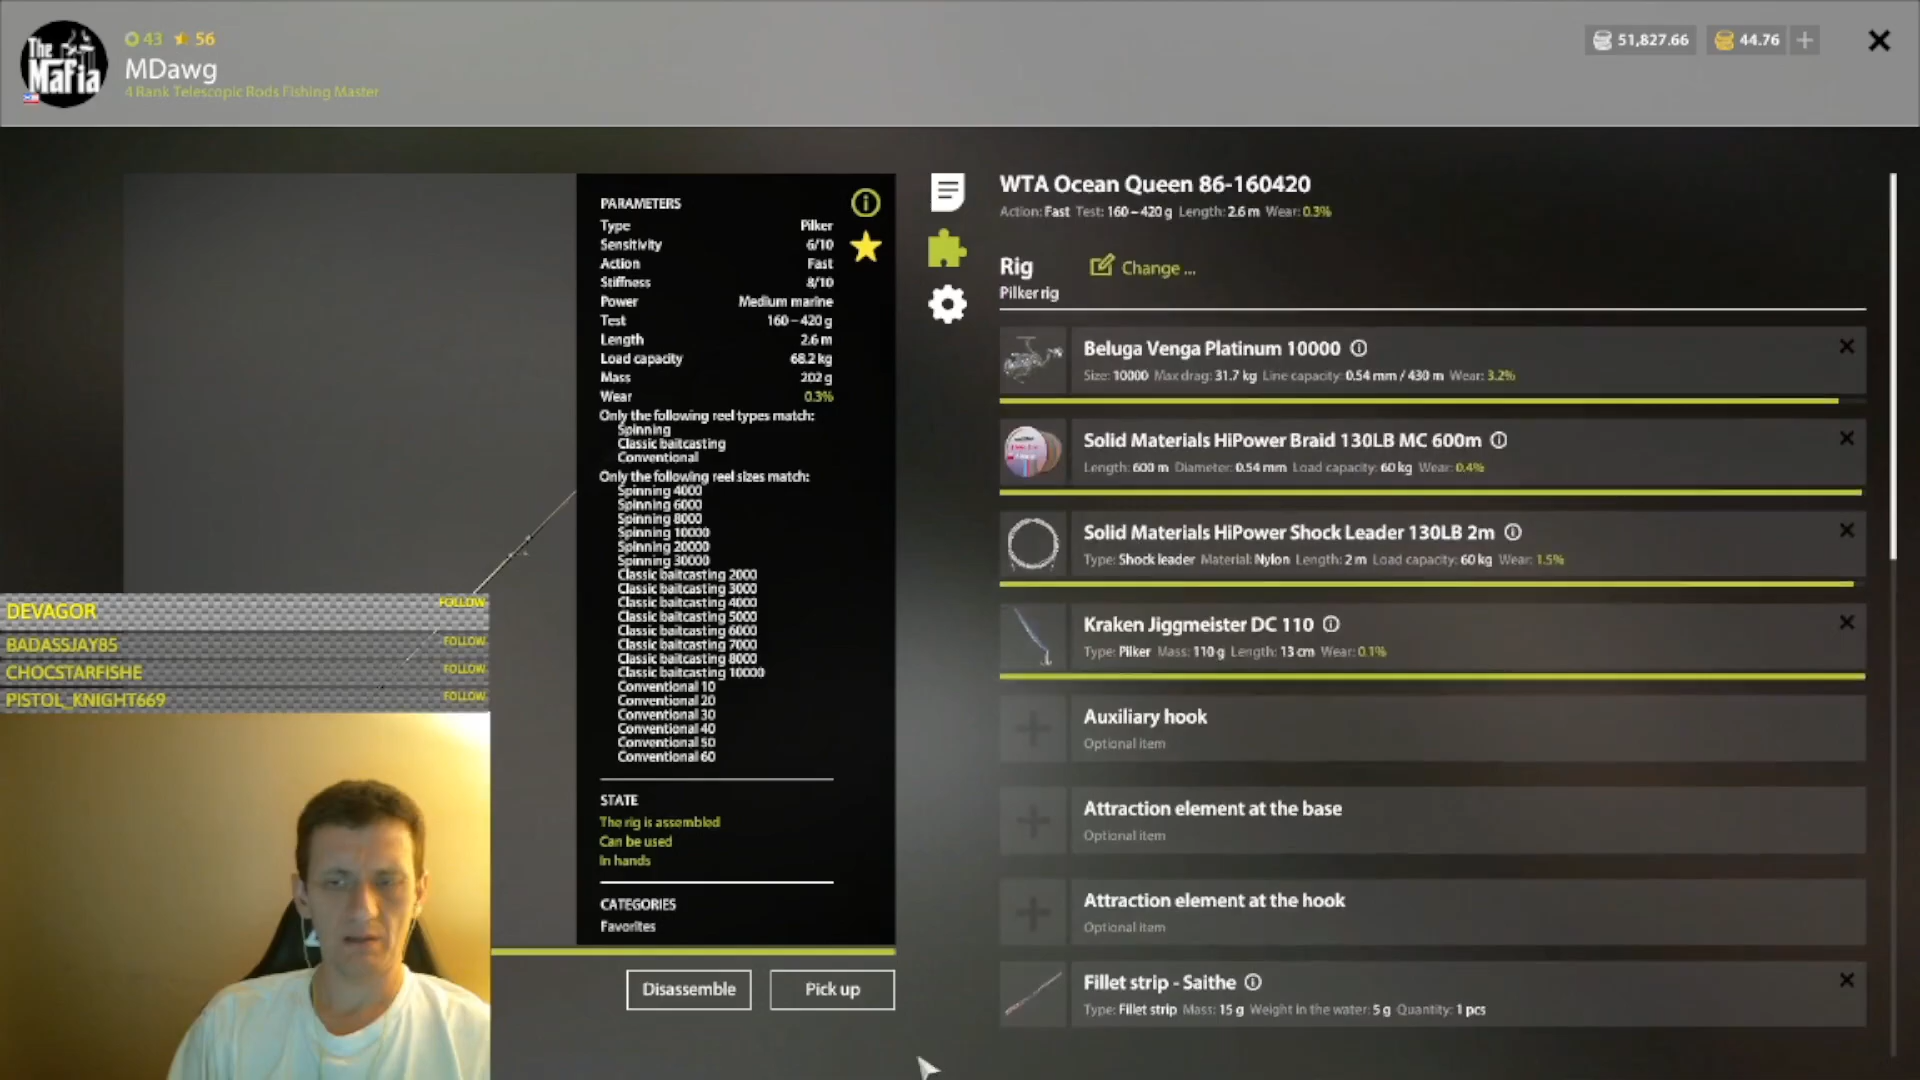 The Mafia
43 56
MDawg
4 Rank Telescopic Rods Fishing Master
51,827.66
44.76
PARAMETERS
Type Pilker
Sensitivity 6/10
Action Fast
Stiffness 8/10
Power Medium marine
Test 160 – 420 g
Length 2.6 m
Load capacity 68.2 kg
Mass 202 g
Wear 0.3%
Only the following reel types match:
Spinning
Classic baitcasting
Conventional
Only the following reel sizes match:
Spinning 4000
Spinning 6000
Spinning 8000
Spinning 10000
Spinning 20000
Spinning 30000
Classic baitcasting 2000
Classic baitcasting 3000
Classic baitcasting 4000
Classic baitcasting 5000
Classic baitcasting 6000
Classic baitcasting 7000
Classic baitcasting 8000
Classic baitcasting 10000
Conventional 10
Conventional 20
Conventional 30
Conventional 40
Conventional 50
Conventional 60
STATE
The rig is assembled
Can be used
In hands
CATEGORIES
Favorites
Disassemble
Pick up
DEVAGOR FOLLOW
BADASSJAY85 FOLLOW
CHOCSTARFISHE FOLLOW
PISTOL_KNIGHT669 FOLLOW
WTA Ocean Queen 86-160420
Action: Fast Test: 160 – 420 g Length: 2.6 m Wear: 0.3%
Rig
Change ...
Pilker rig
Beluga Venga Platinum 10000
Size: 10000 Max drag: 31.7 kg Line capacity: 0.54 mm / 430 m Wear: 3.2%
Solid Materials HiPower Braid 130LB MC 600m
Length: 600 m Diameter: 0.54 mm Load capacity: 60 kg Wear: 0.4%
Solid Materials HiPower Shock Leader 130LB 2m
Type: Shock leader Material: Nylon Length: 2 m Load capacity: 60 kg Wear: 1.5%
Kraken Jiggmeister DC 110
Type: Pilker Mass: 110 g Length: 13 cm Wear: 0.1%
Auxiliary hook
Optional item
Attraction element at the base
Optional item
Attraction element at the hook
Optional item
Fillet strip - Saithe
Type: Fillet strip Mass: 15 g Weight in the water: 5 g Quantity: 1 pcs